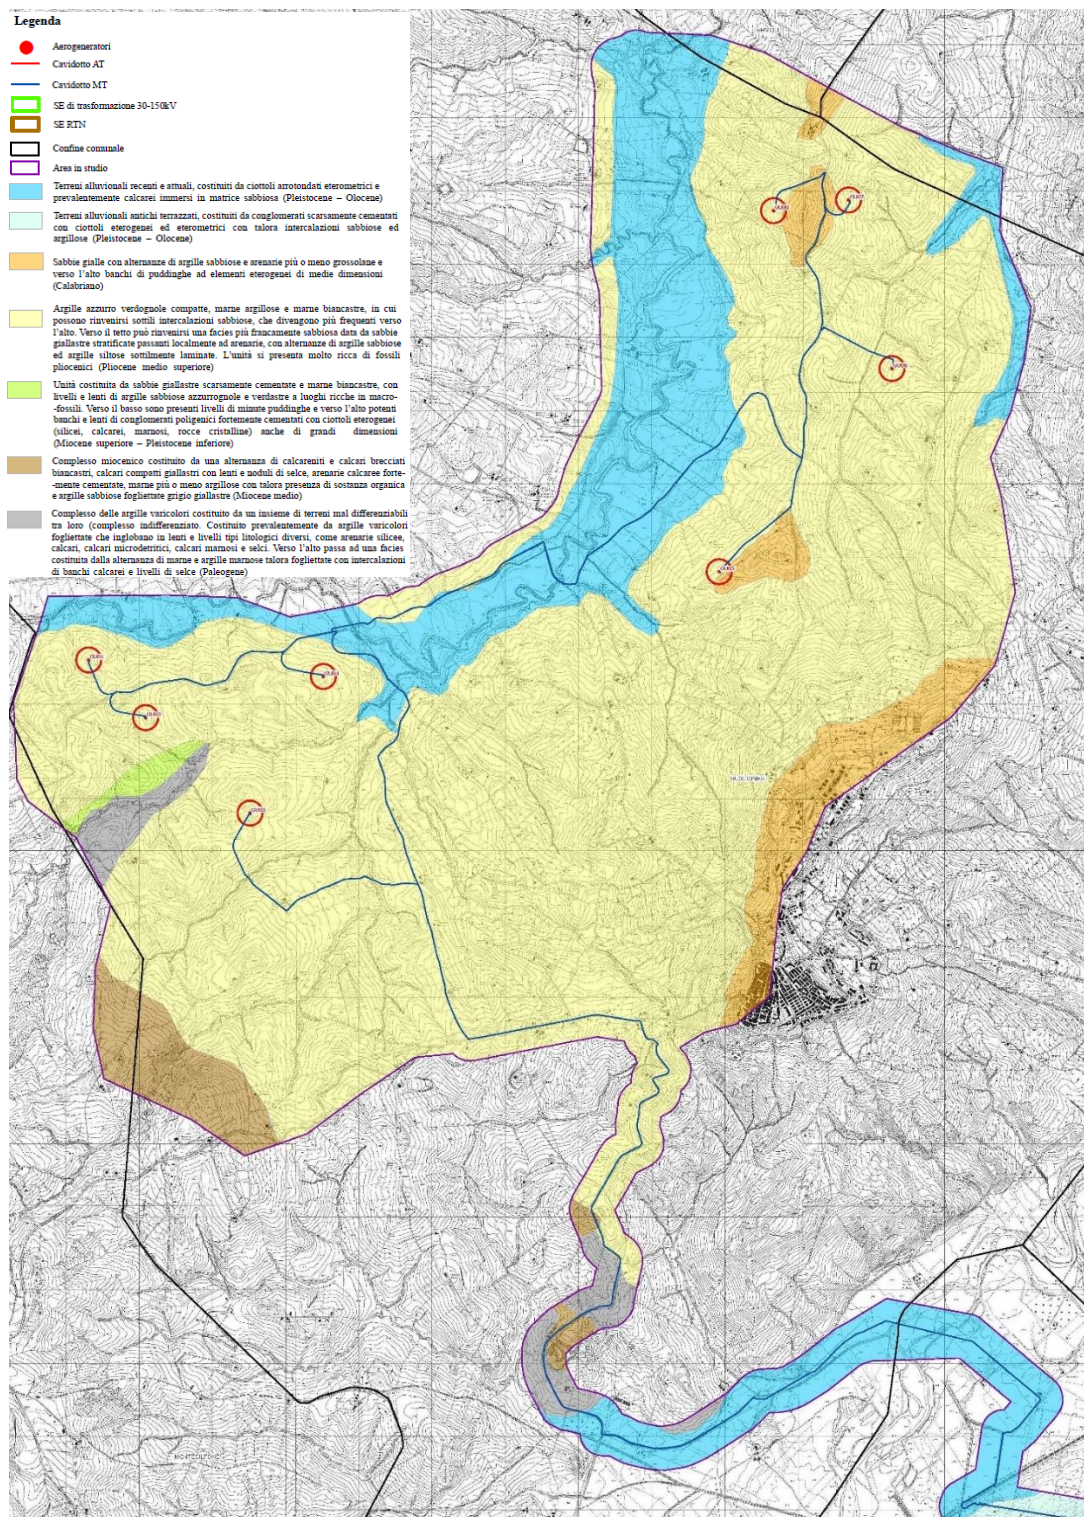 Legenda
Aerogeneratori
Cavidotto AT
Cavidotto MT
SE di trasformazione 30-150kV
SE RTN
Confine comunale
Area in studio
Terreni alluvionali recenti e attuali, costituiti da ciottoli arrotondati eterometrici e
prevalentemente calcarei immersi in matrice sabbiosa (Pleistocene – Olocene)
Terreni alluvionali antichi terrazzati, costituiti da conglomerati scarsamente cementati
con ciottoli eterogenei ed eterometrici con talora intercalazioni sabbiose ed
argillose (Pleistocene – Olocene)
Sabbie gialle con alternanze di argille sabbiose e arenarie più o meno grossolane e
verso l'alto banchi di puddinghe ad elementi eterogenei di medie dimensioni
(Calabriano)
Argille azzurro verdognole compatte, marne argillose e marne biancastre, in cui
possono rinvenirsi sottili intercalazioni sabbiose, che divengono più frequenti verso
l'alto. Verso il tetto può rinvenirsi una facies più francamente sabbiosa data da sabbie
giallastre stratificate passanti localmente ad arenarie, con alternanze di argille sabbiose
ed argille siltose sottilmente laminate. L'unità si presenta molto ricca di fossili
pliocenici (Pliocene medio superiore)
Unità costituita da sabbie giallastre scarsamente cementate e marne biancastre, con
livelli e lenti di argille sabbiose azzurrognole e verdastre a luoghi ricche in macro-
-fossili. Verso il basso sono presenti livelli di minute puddinghe e verso l'alto potenti
banchi e lenti di conglomerati poligenici fortemente cementati con ciottoli eterogenei
(silicei, calcarei, marnosi, rocce cristalline) anche di grandi dimensioni
(Miocene superiore – Pleistocene inferiore)
Complesso miocenico costituito da una alternanza di calcareniti e calcari brecciati
biancastri, calcari compatti giallastri con lenti e noduli di selce, arenarie calcaree forte-
-mente cementate, marne più o meno argillose con talora presenza di sostanza organica
e argille sabbiose fogliettate grigio giallastre (Miocene medio)
Complesso delle argille varicolori costituito da un insieme di terreni mal differenziabili
tra loro (complesso indifferenziato. Costituito prevalentemente da argille varicolori
fogliettate che inglobano in lenti e livelli tipi litologici diversi, come arenarie silicee,
calcari, calcari microdetritici, calcari marnosi e selci. Verso l'alto passa ad una facies
costituita dalla alternanza di marne e argille marnose talora fogliettate con intercalazioni
di banchi calcarei e livelli di selce (Paleogene)